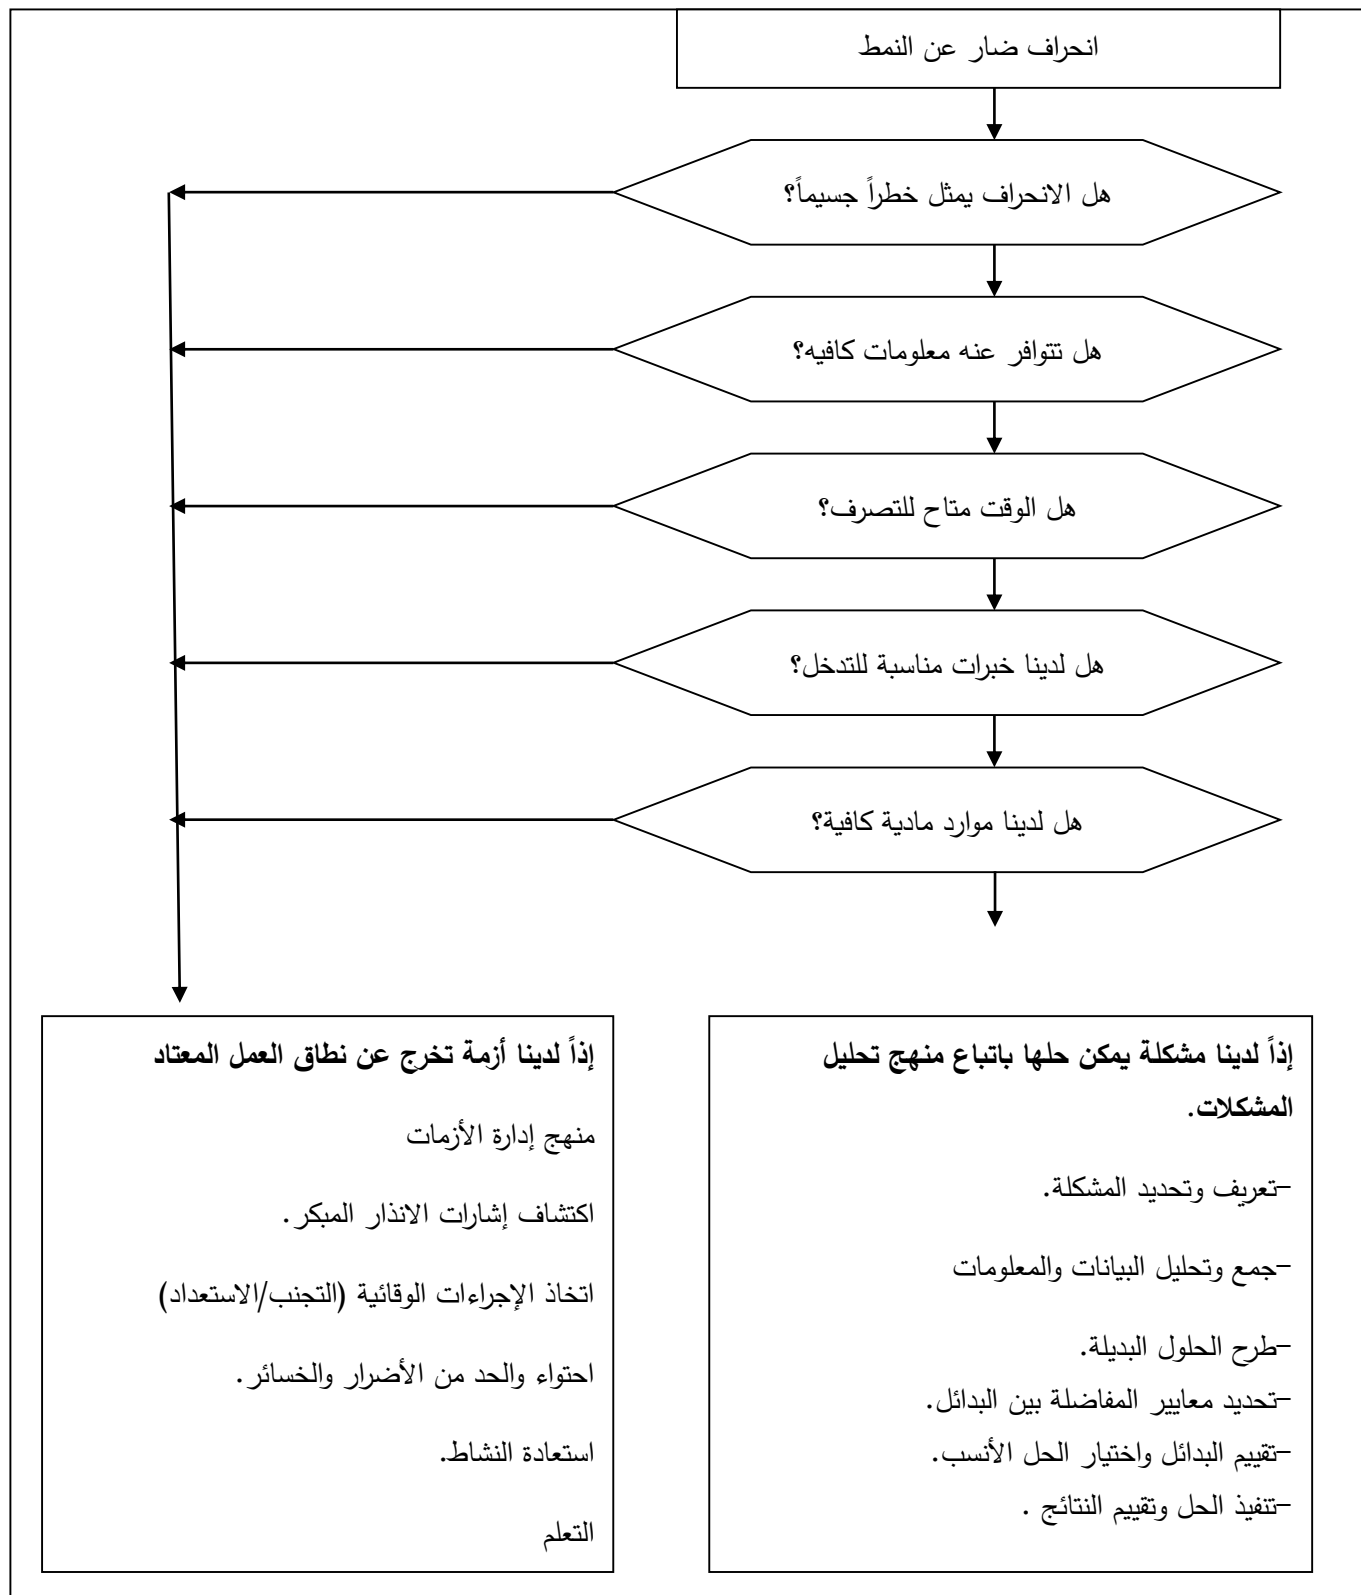 انحراف ضار عن النمط
هل الانحراف يمثل خطراً جسيماً؟
هل تتوافر عنه معلومات كافيه؟
هل الوقت متاح للتصرف؟
هل لدينا خبرات مناسبة للتدخل؟
هل لدينا موارد مادية كافية؟
إذاً لدينا مشكلة يمكن حلها باتباع منهج تحليل
المشكلات.
-تعريف وتحديد المشكلة.
-جمع وتحليل البيانات والمعلومات
-طرح الحلول البديلة.
-تحديد معايير المفاضلة بين البدائل.
-تقييم البدائل واختيار الحل الأنسب.
-تنفيذ الحل وتقييم النتائج .
إذاً لدينا أزمة تخرج عن نطاق العمل المعتاد
منهج إدارة الأزمات
اكتشاف إشارات الانذار المبكر.
اتخاذ الإجراءات الوقائية (التجنب/الاستعداد)
احتواء والحد من الأضرار والخسائر.
استعادة النشاط.
التعلم